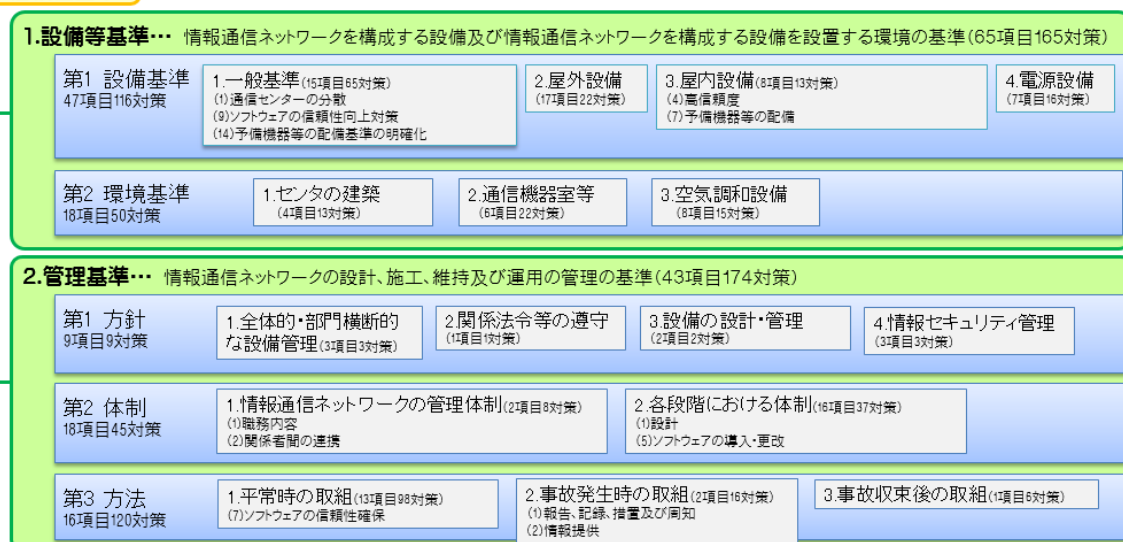 1.設備等基準… 情報通信ネットワークを構成する設備及び情報通信ネットワークを構成する設備を設置する環境の基準(65項目165対策)
第1 設備基準
47項目116対策
1.一般基準(15項目65対策)
(1)通信センターの分散
(9)ソフトウェアの信頼性向上対策
(14)予備機器等の配備基準の明確化
2.屋外設備
(17項目22対策)
3.屋内設備(8項目13対策)
(4)高信頼度
(7)予備機器等の配備
4.電源設備
(7項目16対策)
第2 環境基準
18項目50対策
1.センタの建築
(4項目13対策)
2.通信機器室等
(6項目22対策)
3.空気調和設備
(8項目15対策)
2.管理基準… 情報通信ネットワークの設計、施工、維持及び運用の管理の基準(43項目174対策)
第1 方針
9項目9対策
1.全体的・部門横断的
な設備管理(3項目3対策)
2.関係法令等の遵守
(1項目1対策)
3.設備の設計・管理
(2項目2対策)
4.情報セキュリティ管理
(3項目3対策)
第2 体制
18項目45対策
1.情報通信ネットワークの管理体制(2項目8対策)
(1)職務内容
(2)関係者間の連携
2.各段階における体制(16項目37対策)
(1)設計
(5)ソフトウェアの導入・更改
第3 方法
16項目120対策
1.平常時の取組(13項目98対策)
(7)ソフトウェアの信頼性確保
2.事故発生時の取組(2項目16対策)
(1)報告、記録、措置及び周知
(2)情報提供
3.事故収束後の取組(1項目6対策)